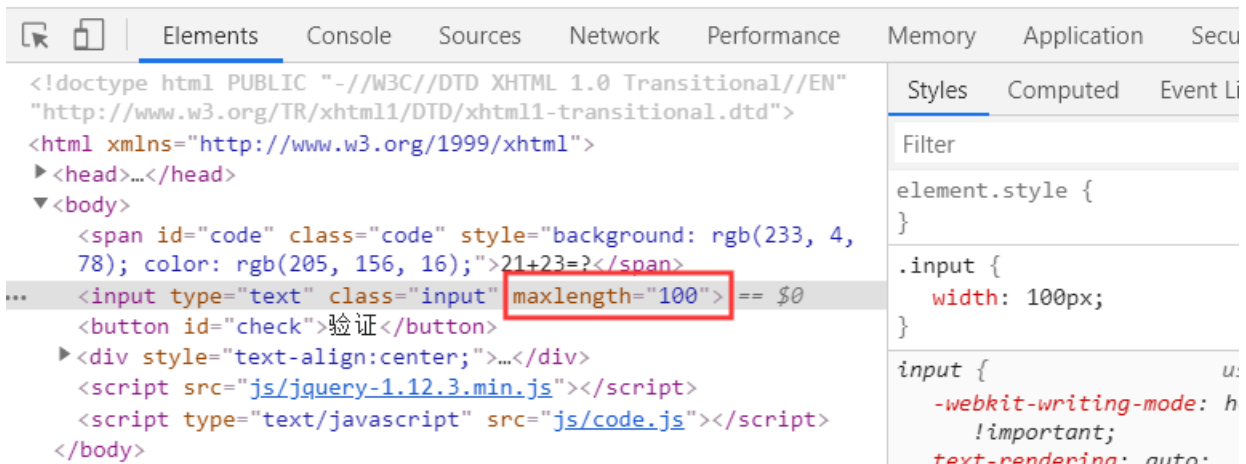 Elements Console Sources Network Performance Memory Application Secu
<!doctype html PUBLIC "-//W3C//DTD XHTML 1.0 Transitional//EN"
"http://www.w3.org/TR/xhtml1/DTD/xhtml1-transitional.dtd">
<html xmlns="http://www.w3.org/1999/xhtml">
<head>…</head>
<body>
<span id="code" class="code" style="background: rgb(233, 4,
78); color: rgb(205, 156, 16);">21+23=?</span>
<input type="text" class="input" maxlength="100"> == $0
<button id="check">验证</button>
<div style="text-align:center;">…</div>
<script src="js/jquery-1.12.3.min.js"></script>
<script type="text/javascript" src="js/code.js"></script>
</body>
Styles Computed Event Li
Filter
element.style {
}
.input {
width: 100px;
}
input { us
-webkit-writing-mode: ho
!important;
text-rendering: auto;